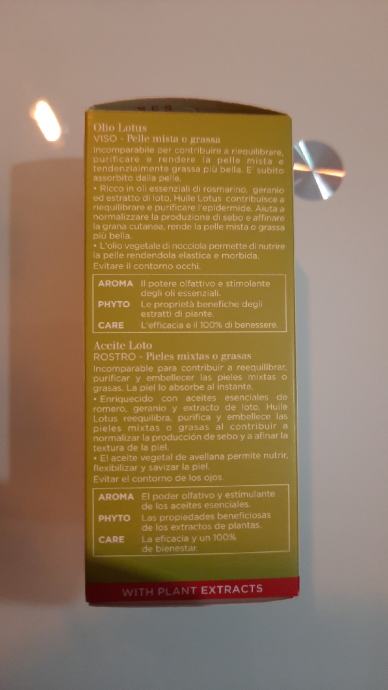 Olio Lotus
VISO - Pelle mista o grassa
Incomparabile per contribuire a riequilibrare,
purificare e rendere la pelle mista e
tendenzialmente grassa più bella. E' subito
assorbito dalla pelle.
• Ricco in oli essenziali di rosmarino, geranio
ed estratto di loto, Huile Lotus contribuisce a
riequilibrare e purificare l'epidermide. Aiuta a
normalizzare la produzione di sebo e affinare
la grana cutanea, rende la pelle mista o grassa
più bella.
• L'olio vegetale di nocciola permette di nutrire
la pelle rendendola elastica e morbida.
Evitare il contorno occhi.
AROMA Il potere olfattivo e stimolante
degli oli essenziali.
PHYTO Le proprietà benefiche degli
estratti di piante.
CARE L'efficacia e il 100% di benessere.
Aceite Loto
ROSTRO - Pieles mixtas o grasas
Incomparable para contribuir a reequilibrar,
purificar y embellecer las pieles mixtas o
grasas. La piel lo absorbe al instante.
• Enriquecido con aceites esenciales de
romero, geranio y extracto de loto, Huile
Lotus reequilibra, purifica y embellece las
pieles mixtas o grasas al contribuir a
normalizar la producción de sebo y a afinar la
textura de la piel.
• El aceite vegetal de avellana permite nutrir,
flexibilizar y savizar la piel.
Evitar el contorno de los ojos.
AROMA El poder olfativo y estimulante
de los aceites esenciales.
PHYTO Las propiedades beneficiosas
de los extractos de plantas.
CARE La eficacia y un 100%
de bienestar.
WITH PLANT EXTRACTS